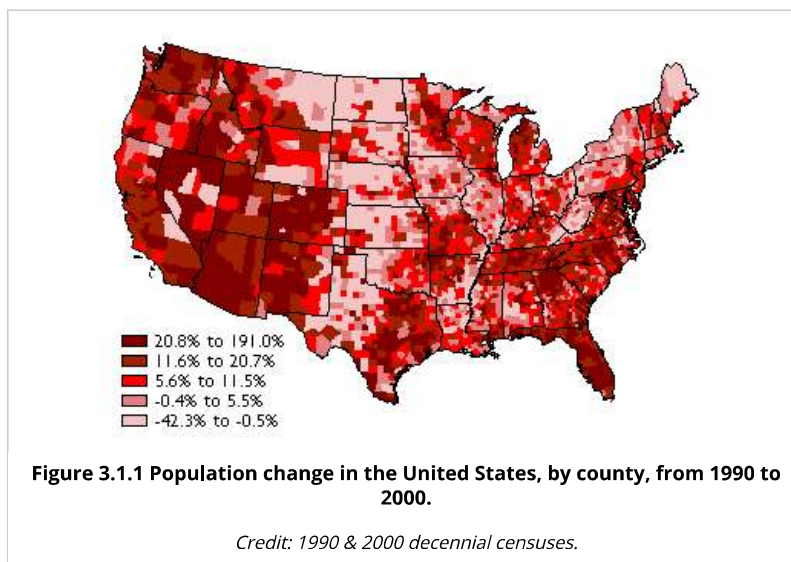 20.8% to 191.0%
11.6% to 20.7%
5.6% to 11.5%
-0.4% to 5.5%
-42.3% to -0.5%
Figure 3.1.1 Population change in the United States, by county, from 1990 to
2000.
Credit: 1990 & 2000 decennial censuses.